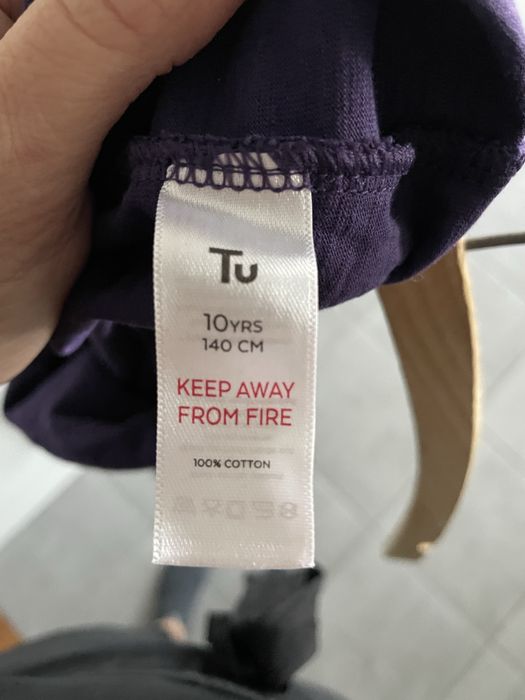 Tu
10YRS
140 CM
KEEP AWAY
FROM FIRE
100% COTTON